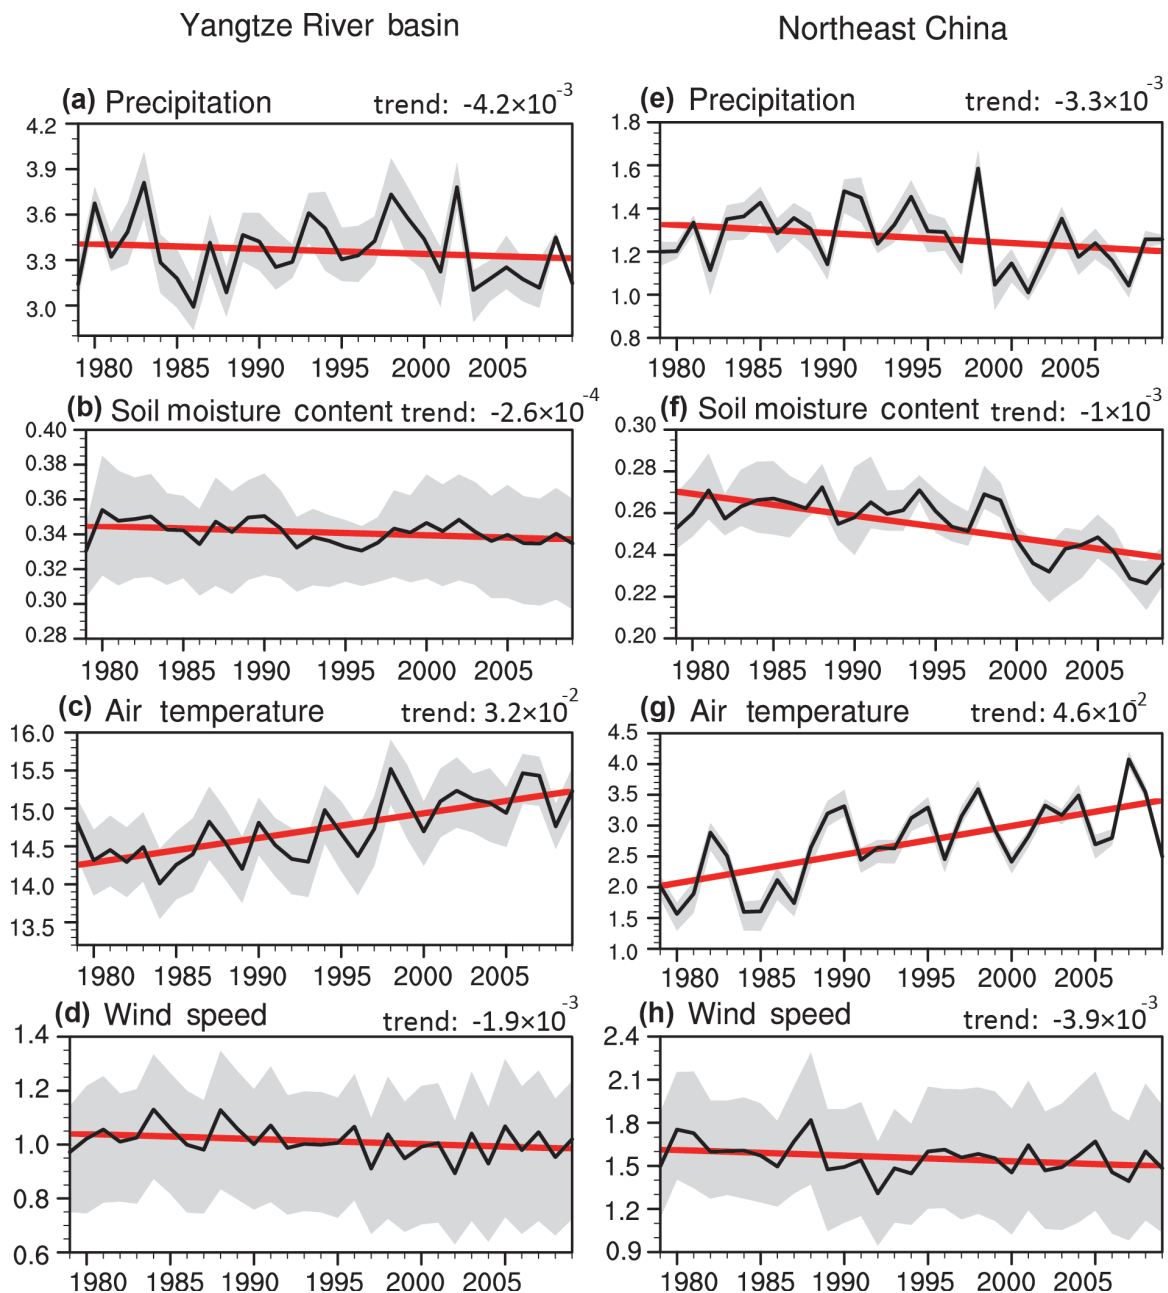 Yangtze River basin
Northeast China
(a) Precipitation trend: -4.2×10⁻³
4.2
3.9
3.6
3.3
3.0
1980 1985 1990 1995 2000 2005
(e) Precipitation trend: -3.3×10⁻³
1.8
1.6
1.4
1.2
1.0
0.8
1980 1985 1990 1995 2000 2005
(b) Soil moisture content trend: -2.6×10⁻⁴
0.40
0.38
0.36
0.34
0.32
0.30
0.28
1980 1985 1990 1995 2000 2005
(f) Soil moisture content trend: -1×10⁻³
0.30
0.28
0.26
0.24
0.22
0.20
1980 1985 1990 1995 2000 2005
(c) Air temperature trend: 3.2×10⁻²
16.0
15.5
15.0
14.5
14.0
13.5
1980 1985 1990 1995 2000 2005
(g) Air temperature trend: 4.6×10⁻²
4.5
4.0
3.5
3.0
2.5
2.0
1.5
1.0
1980 1985 1990 1995 2000 2005
(d) Wind speed trend: -1.9×10⁻³
1.4
1.2
1.0
0.8
0.6
1980 1985 1990 1995 2000 2005
(h) Wind speed trend: -3.9×10⁻³
2.4
2.1
1.8
1.5
1.2
0.9
1980 1985 1990 1995 2000 2005